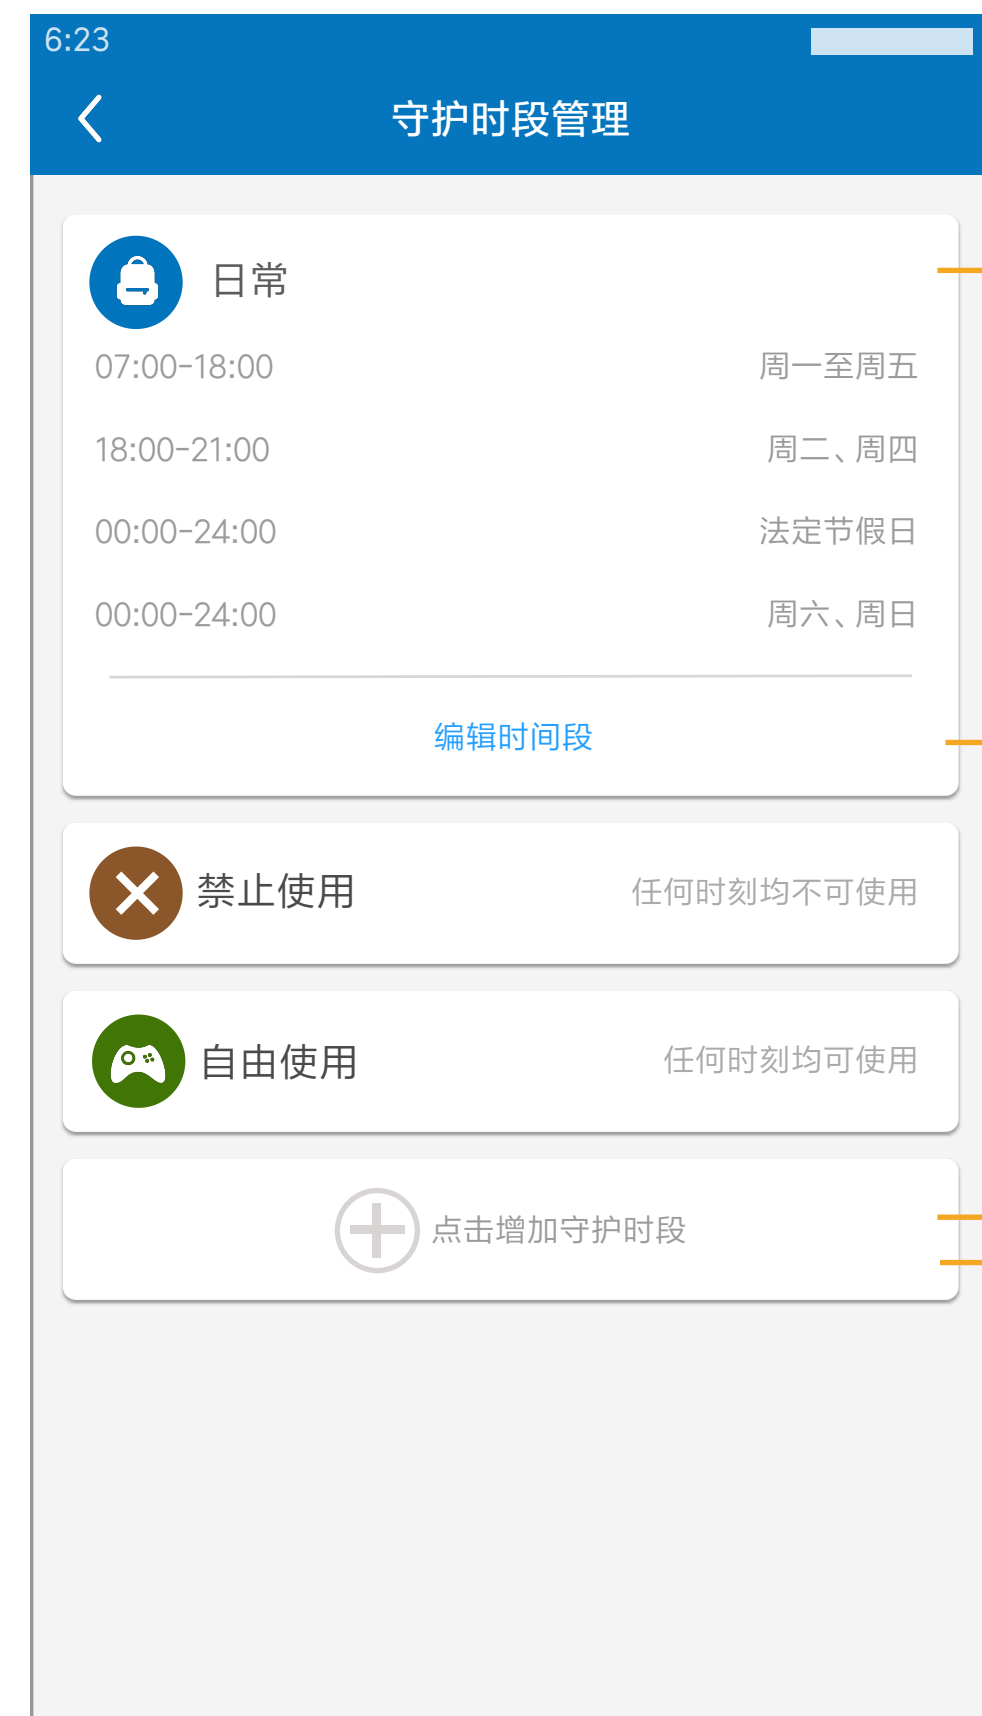 6:23
守护时段管理
日常
07:00-18:00 周一至周五
18:00-21:00 周二、周四
00:00-24:00 法定节假日
00:00-24:00 周六、周日
编辑时间段
禁止使用 任何时刻均不可使用
自由使用 任何时刻均可使用
点击增加守护时段